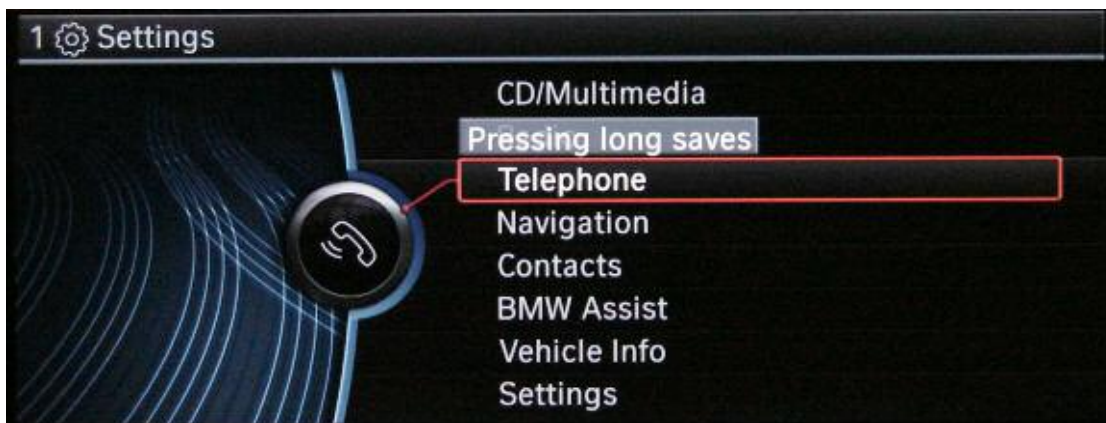 1 Settings
CD/Multimedia
Pressing long saves
Telephone
Navigation
Contacts
BMW Assist
Vehicle Info
Settings